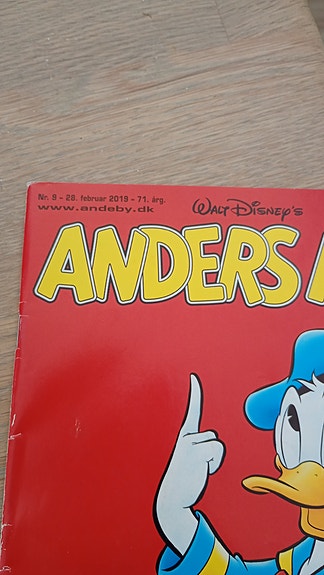 Nr. 9 - 28. februar 2019 - 71. årg.
www.andeby.dk
WALT DISNEY'S
ANDERS